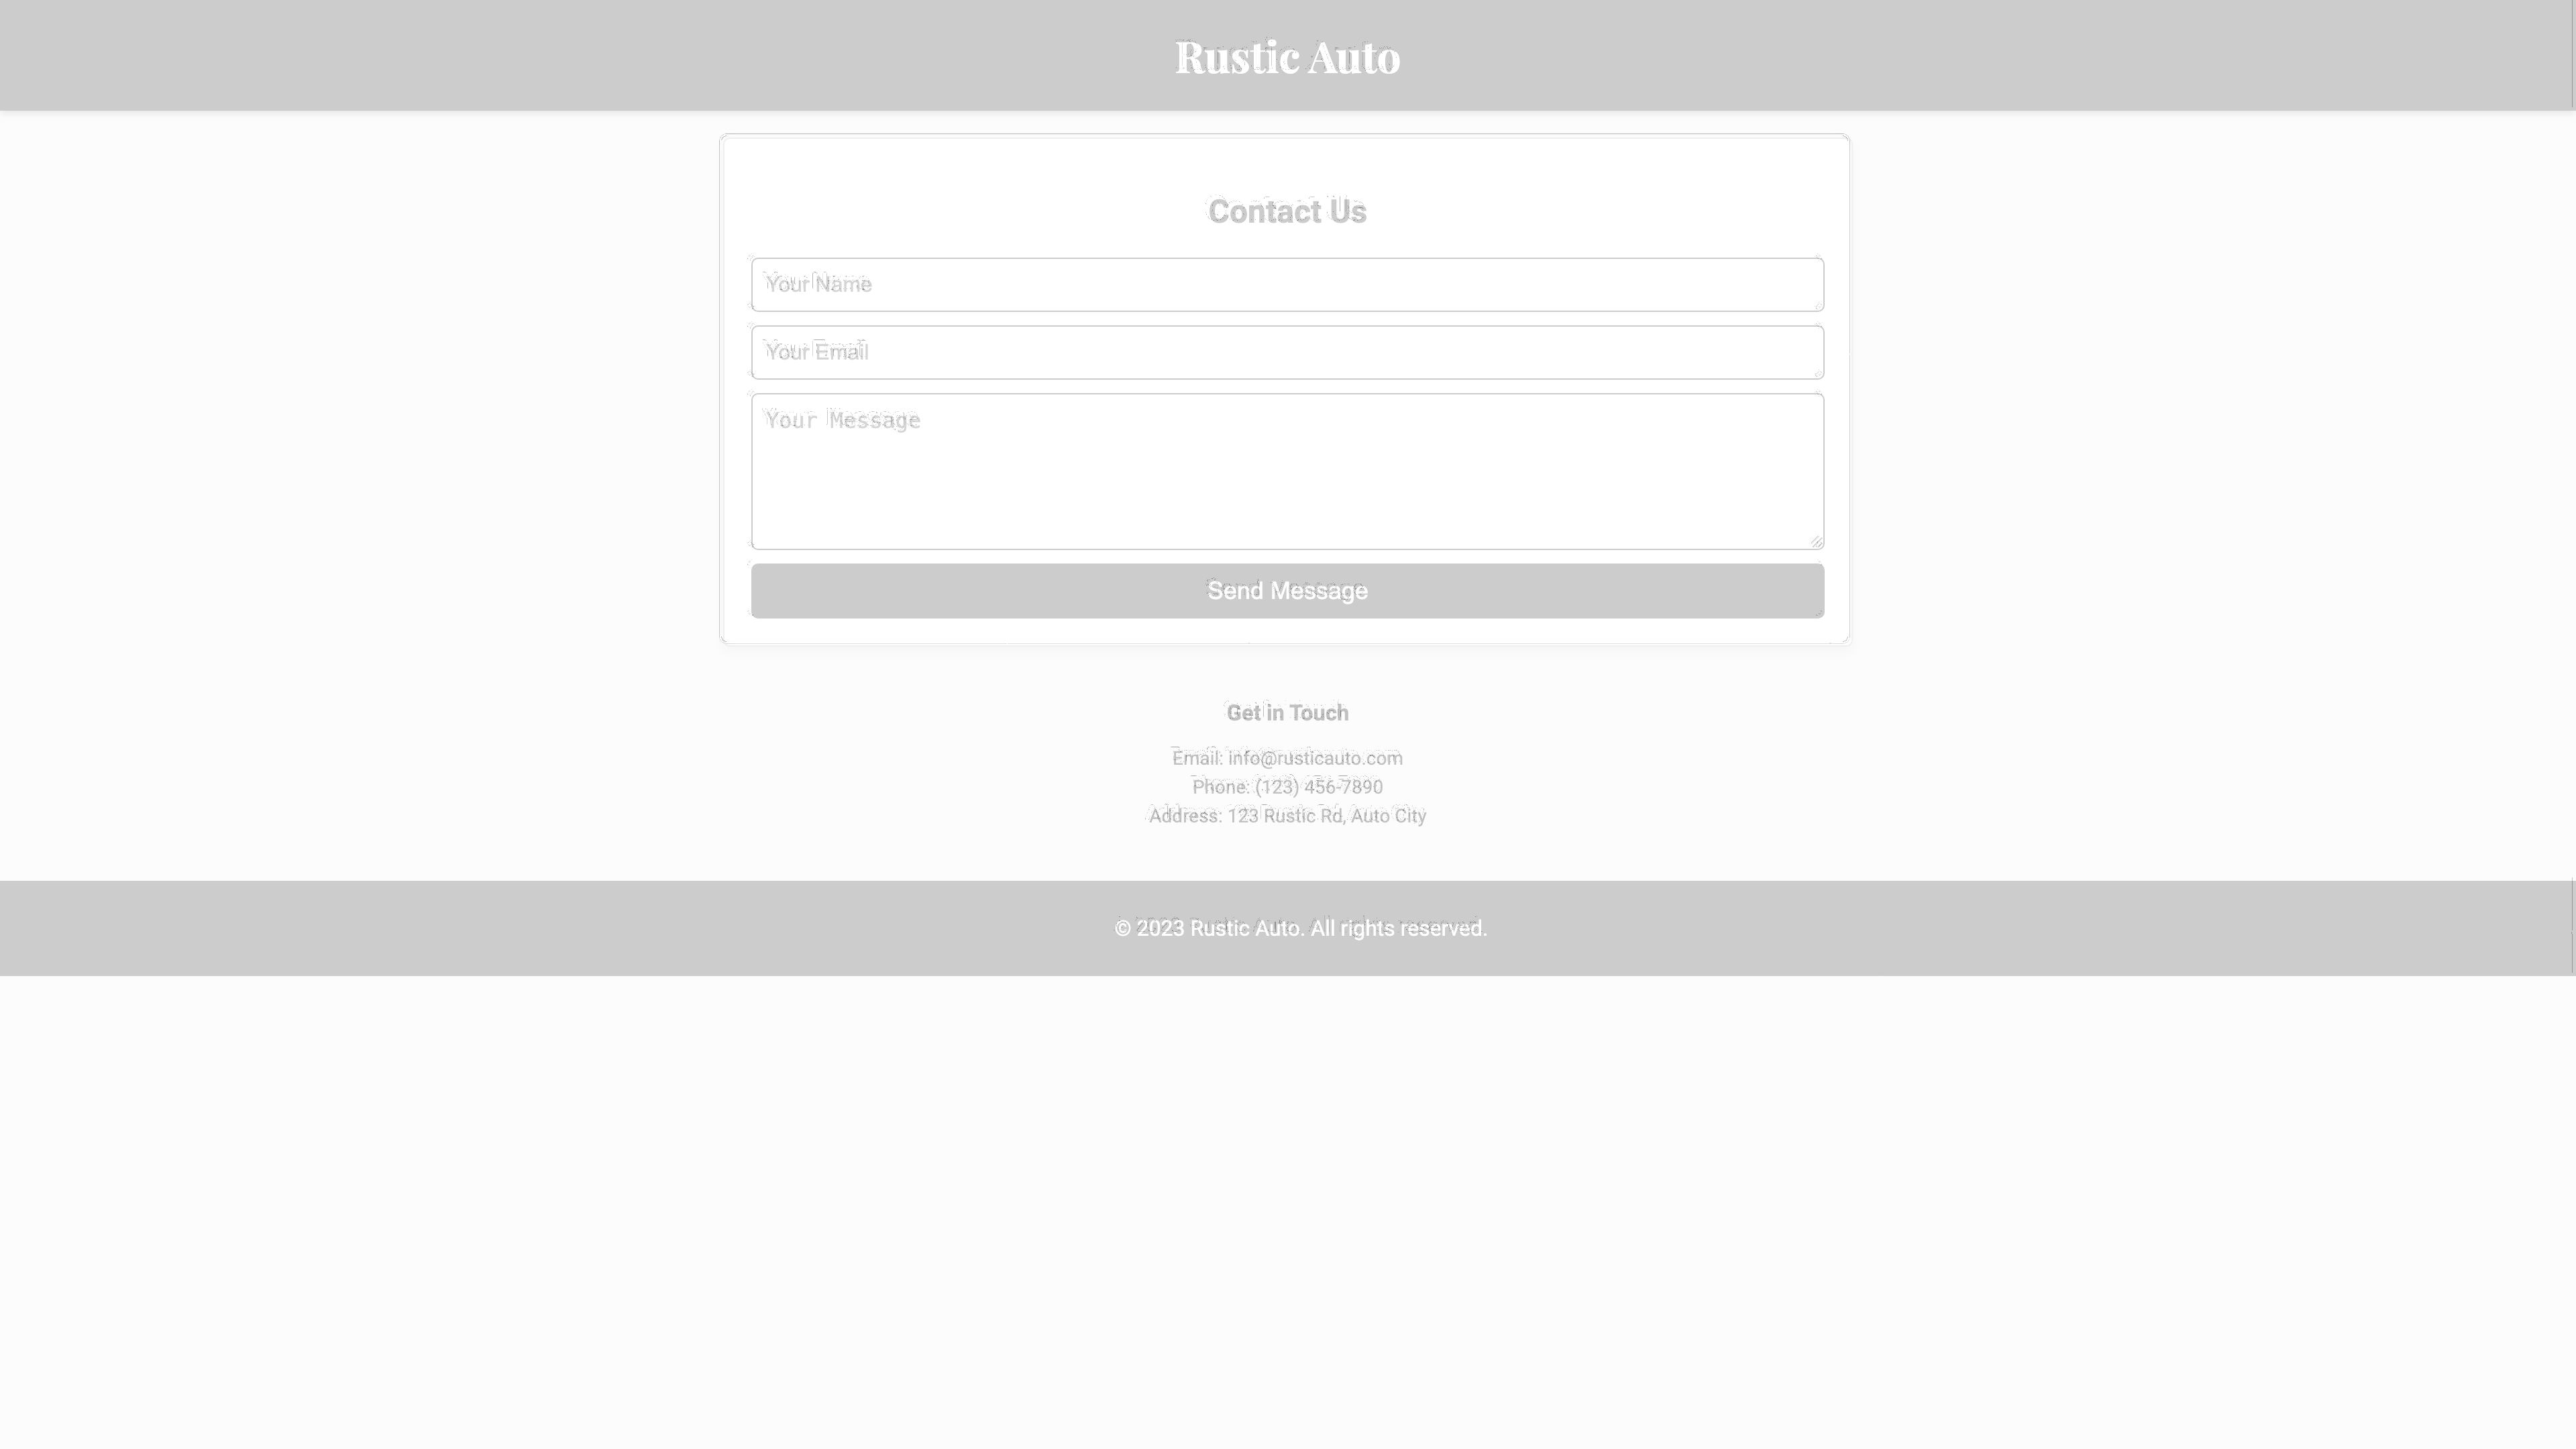 Rustic Auto
Contact Us
Your Name
Your Email
Your Message
Send Message
Get in Touch
Email: info@rusticauto.com
Phone: (123) 456-7890
Address: 123 Rustic Rd, Auto City
© 2023 Rustic Auto. All rights reserved.